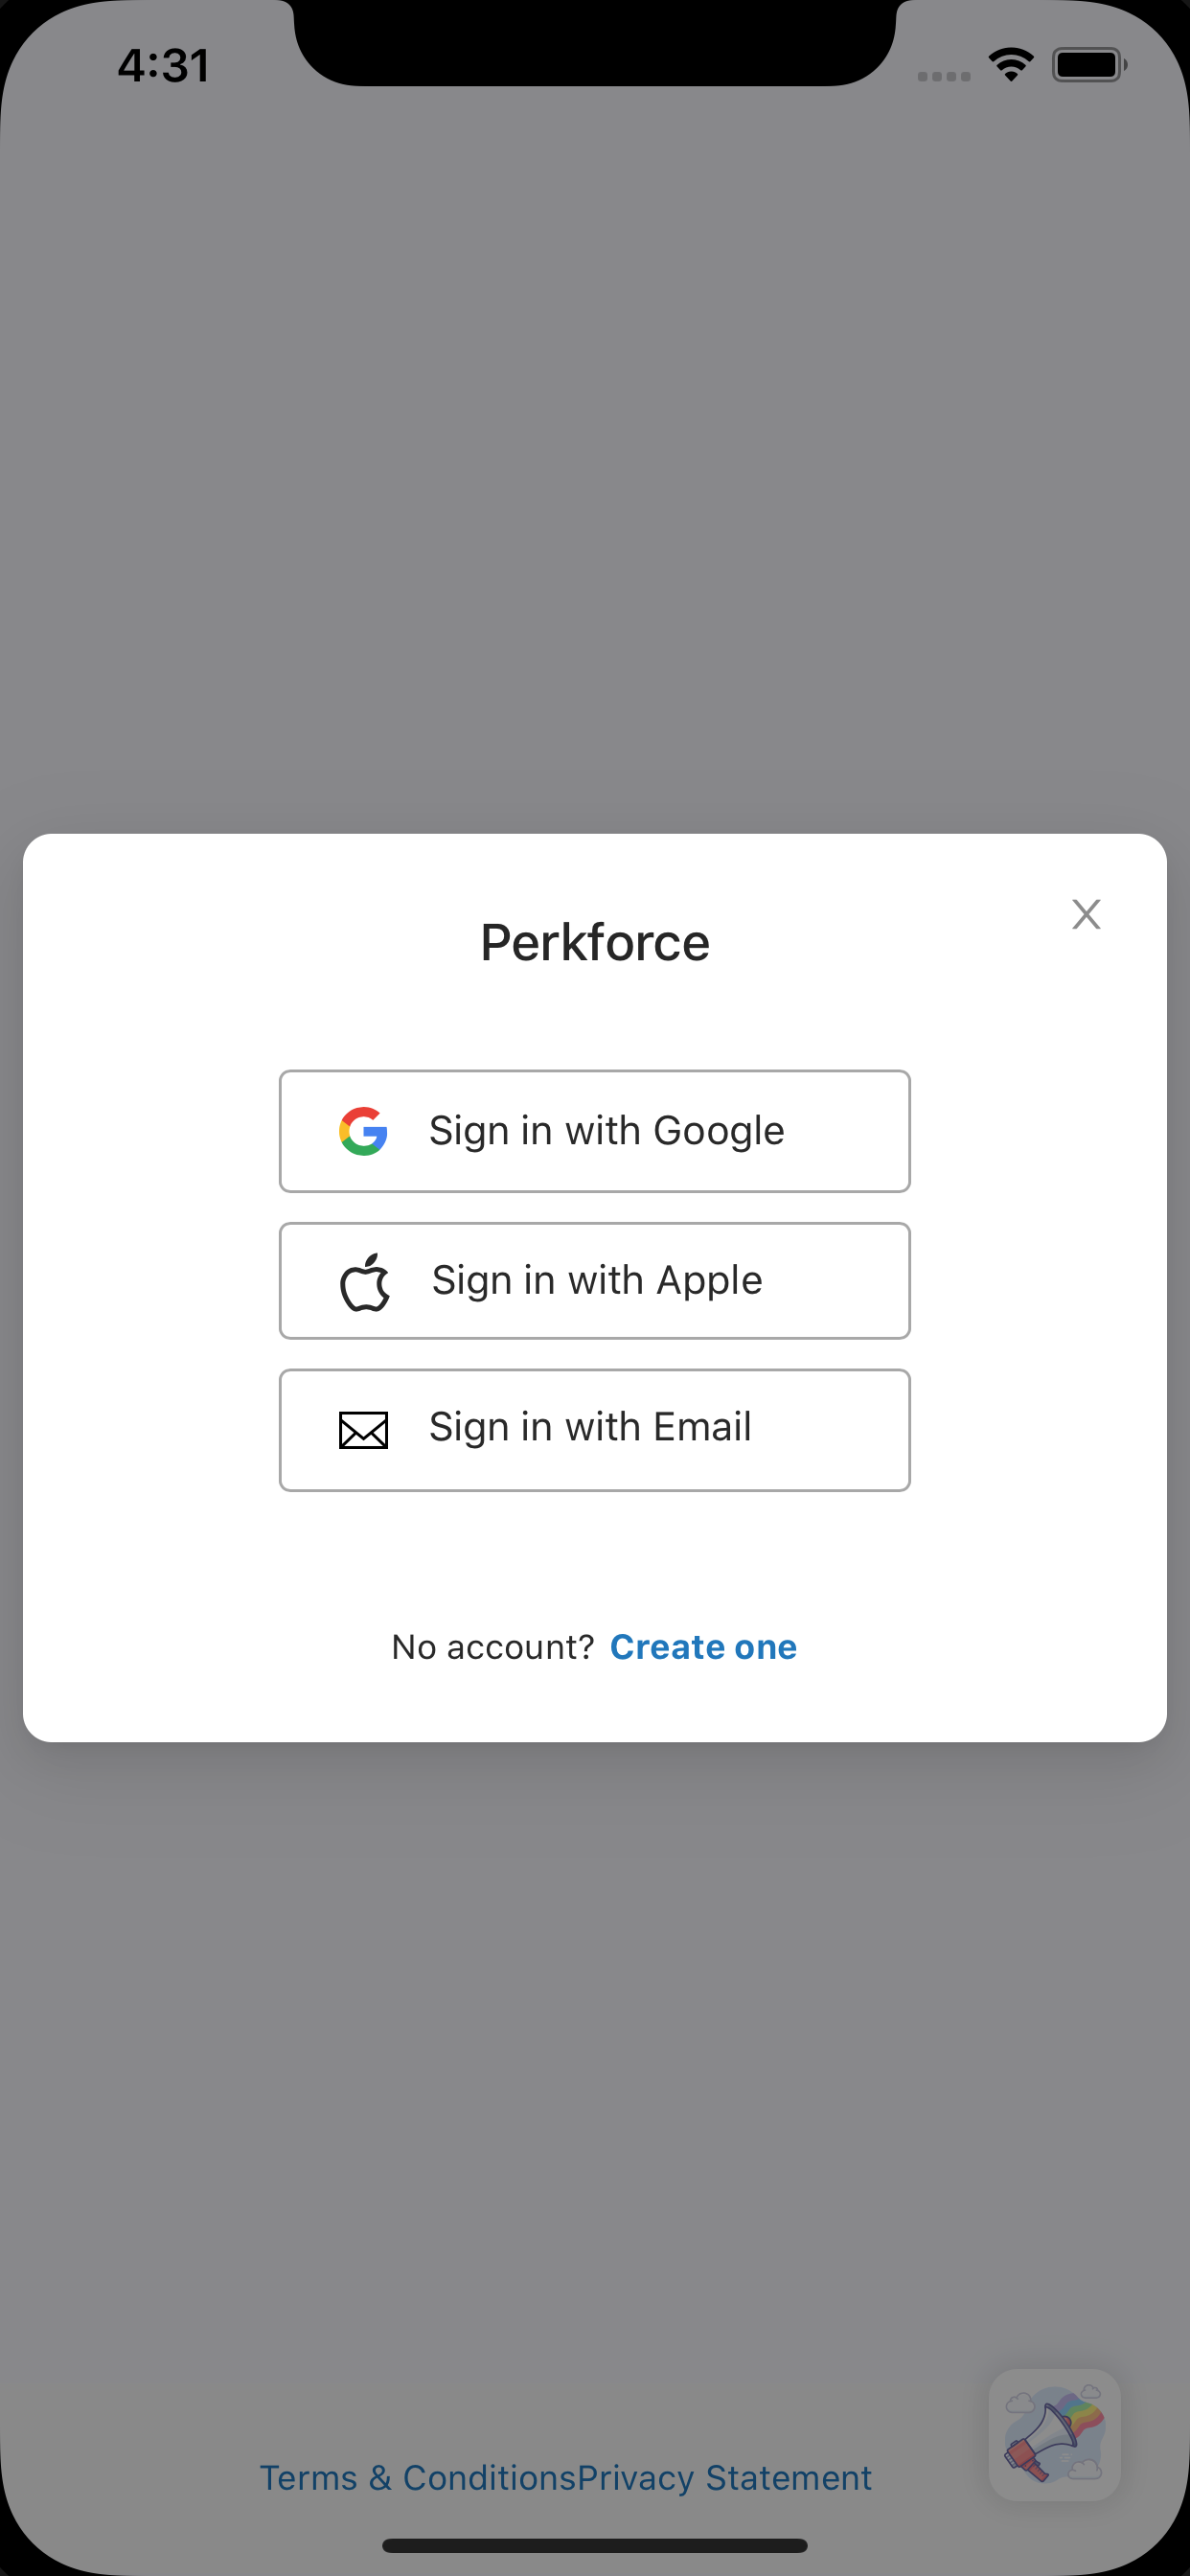 4:31
Perkforce
Sign in with Google
Sign in with Apple
Sign in with Email
No account? Create one
Terms & ConditionsPrivacy Statement